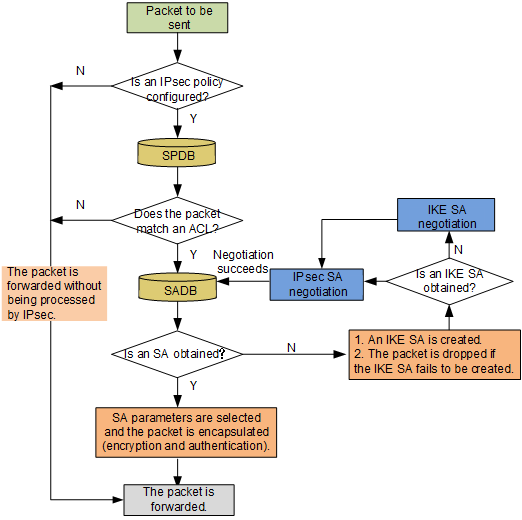 Packet to be
sent
N
Is an IPsec policy
configured?
Y
SPDB
N
Does the packet
match an ACL?
Y
IKE SA
negotiation
N
The packet is
forwarded without
being processed
by IPsec.
Negotiation
succeeds
SADB
IPsec SA
negotiation
Is an IKE SA
obtained?
Is an SA obtained?
N
1. An IKE SA is created.
2. The packet is dropped if
the IKE SA fails to be created.
Y
SA parameters are selected
and the packet is encapsulated
(encryption and authentication).
The packet is
forwarded.